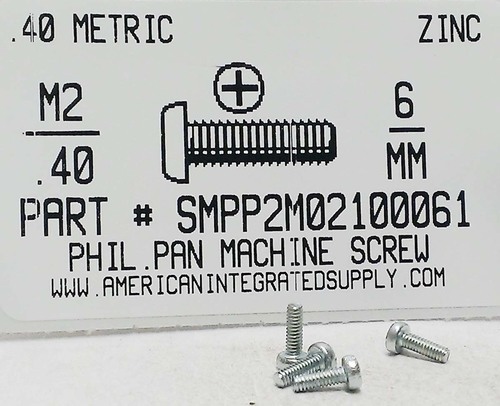 .40 METRIC ZINC
M2 6
.40 MM
PART # SMPP2M02100061
PHIL.PAN MACHINE SCREW
WWW.AMERICANINTEGRATEDSUPPLY.COM